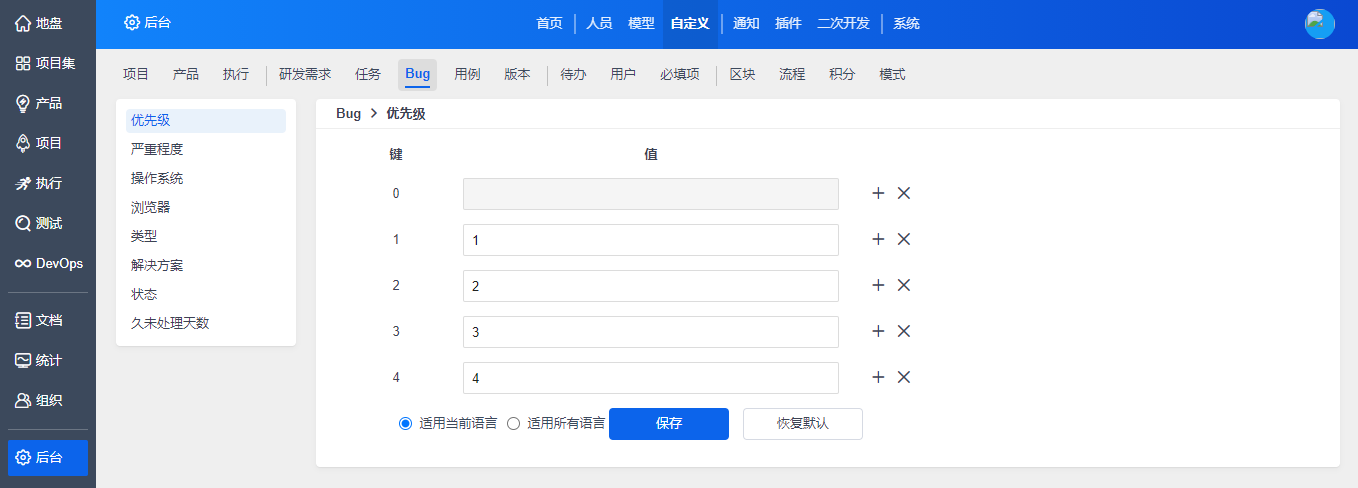 地盘
项目集
产品
项目
执行
测试
DevOps
文档
统计
组织
后台
后台
首页 人员 模型 自定义 通知 插件 二次开发 系统
项目 产品 执行 研发需求 任务 Bug 用例 版本 待办 用户 必填项 区块 流程 积分 模式
优先级
严重程度
操作系统
浏览器
类型
解决方案
状态
久未处理天数
Bug > 优先级
键 值
0
1 1
2 2
3 3
4 4
适用当前语言 适用所有语言 保存 恢复默认